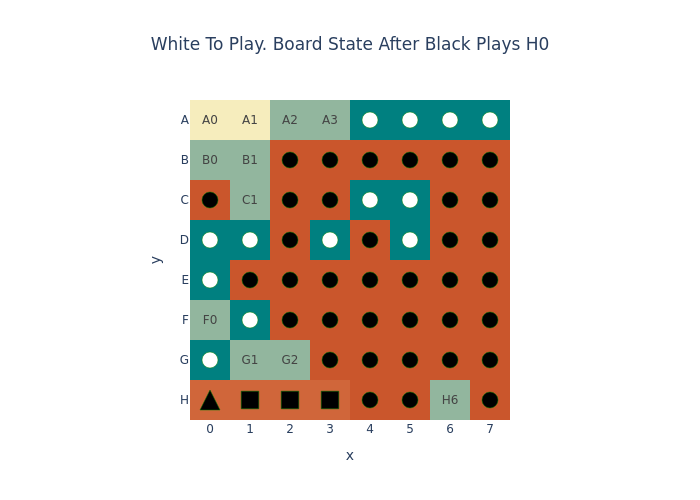 White To Play. Board State After Black Plays H0
A A0 A1 A2 A3
B B0 B1
C C1
D
E
F F0
G G1 G2
H H6
0 1 2 3 4 5 6 7
x
y